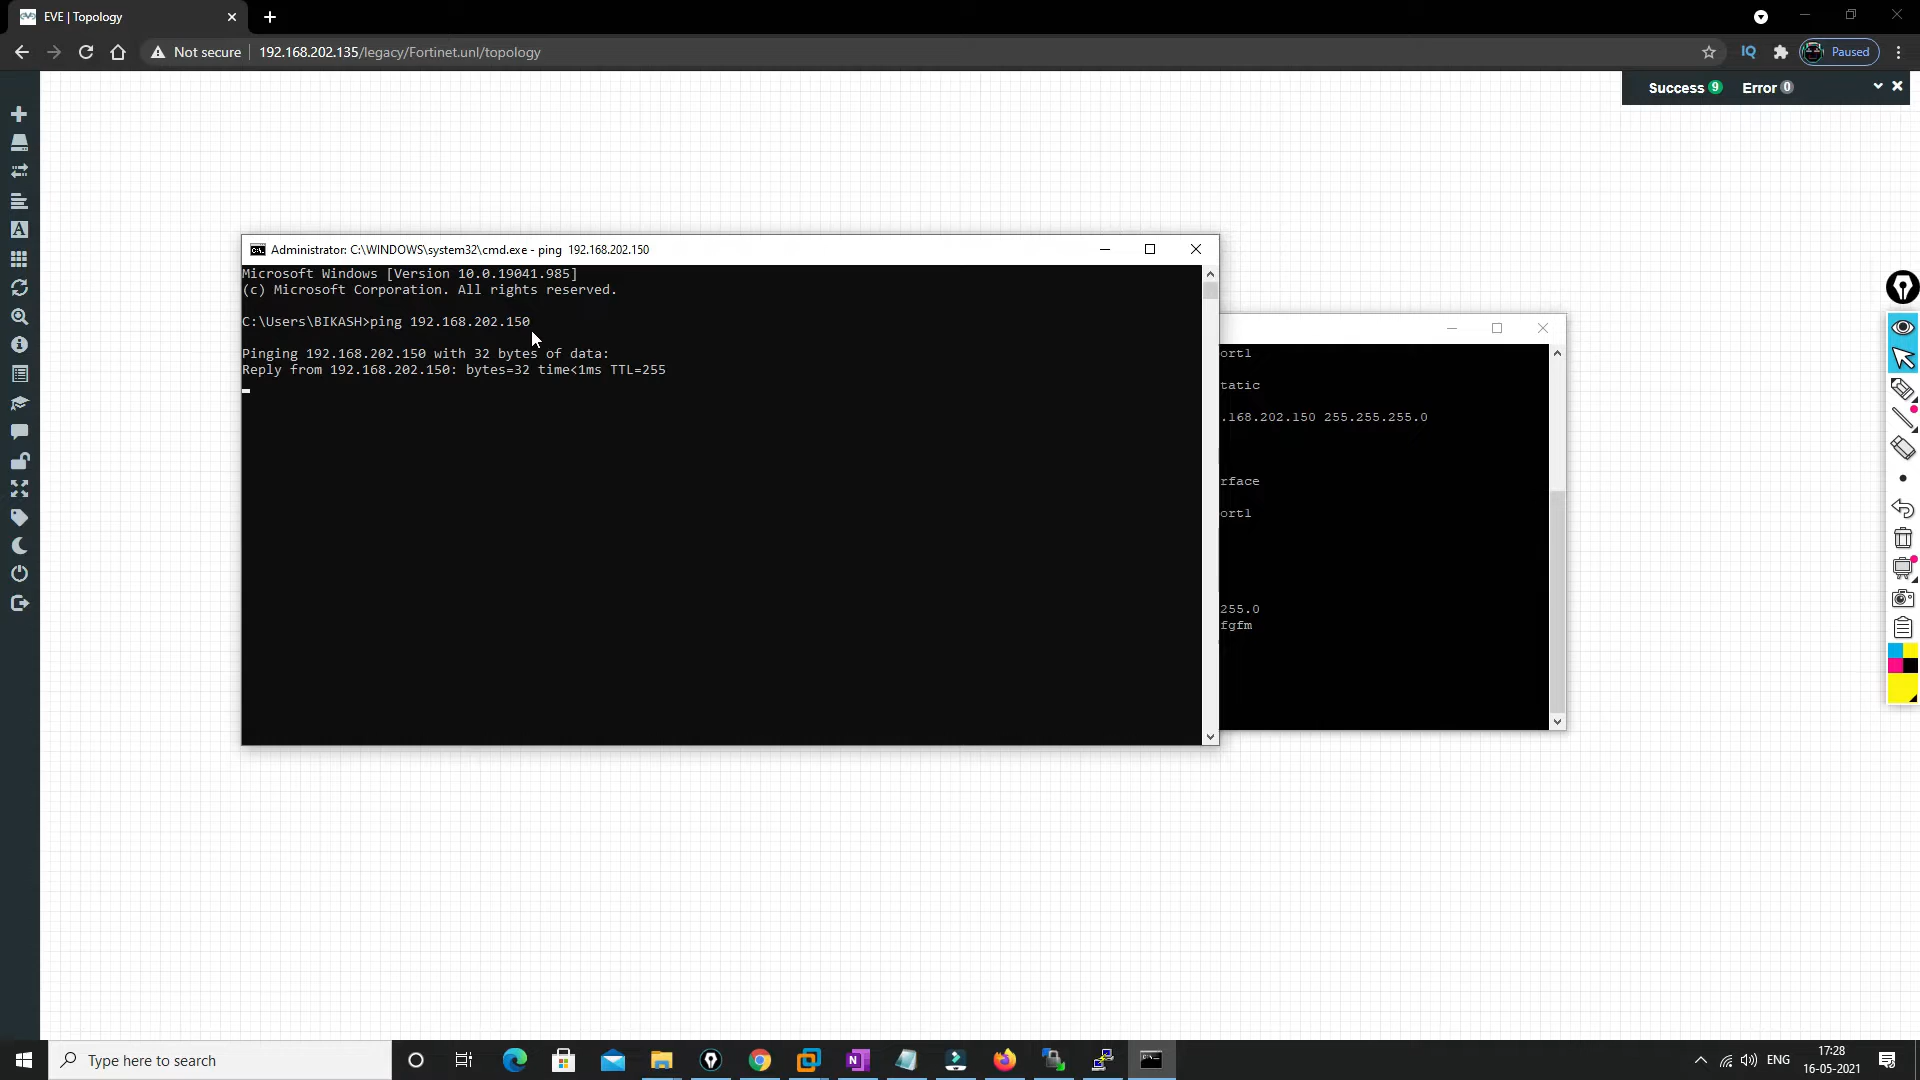 EVE | Topology
Not secure
192.168.202.135/legacy/Fortinet.unl/topology
IQ
Paused
Success 9 Error 0
Administrator: C:\WINDOWS\system32\cmd.exe - ping 192.168.202.150
Microsoft Windows [Version 10.0.19041.985]
(c) Microsoft Corporation. All rights reserved.
C:\Users\BIKASH>ping 192.168.202.150
Pinging 192.168.202.150 with 32 bytes of data:
Reply from 192.168.202.150: bytes=32 time<1ms TTL=255
ort1
tatic
.168.202.150 255.255.255.0
rface
ort1
255.0
fgfm
Type here to search
ENG
17:28
16-05-2021